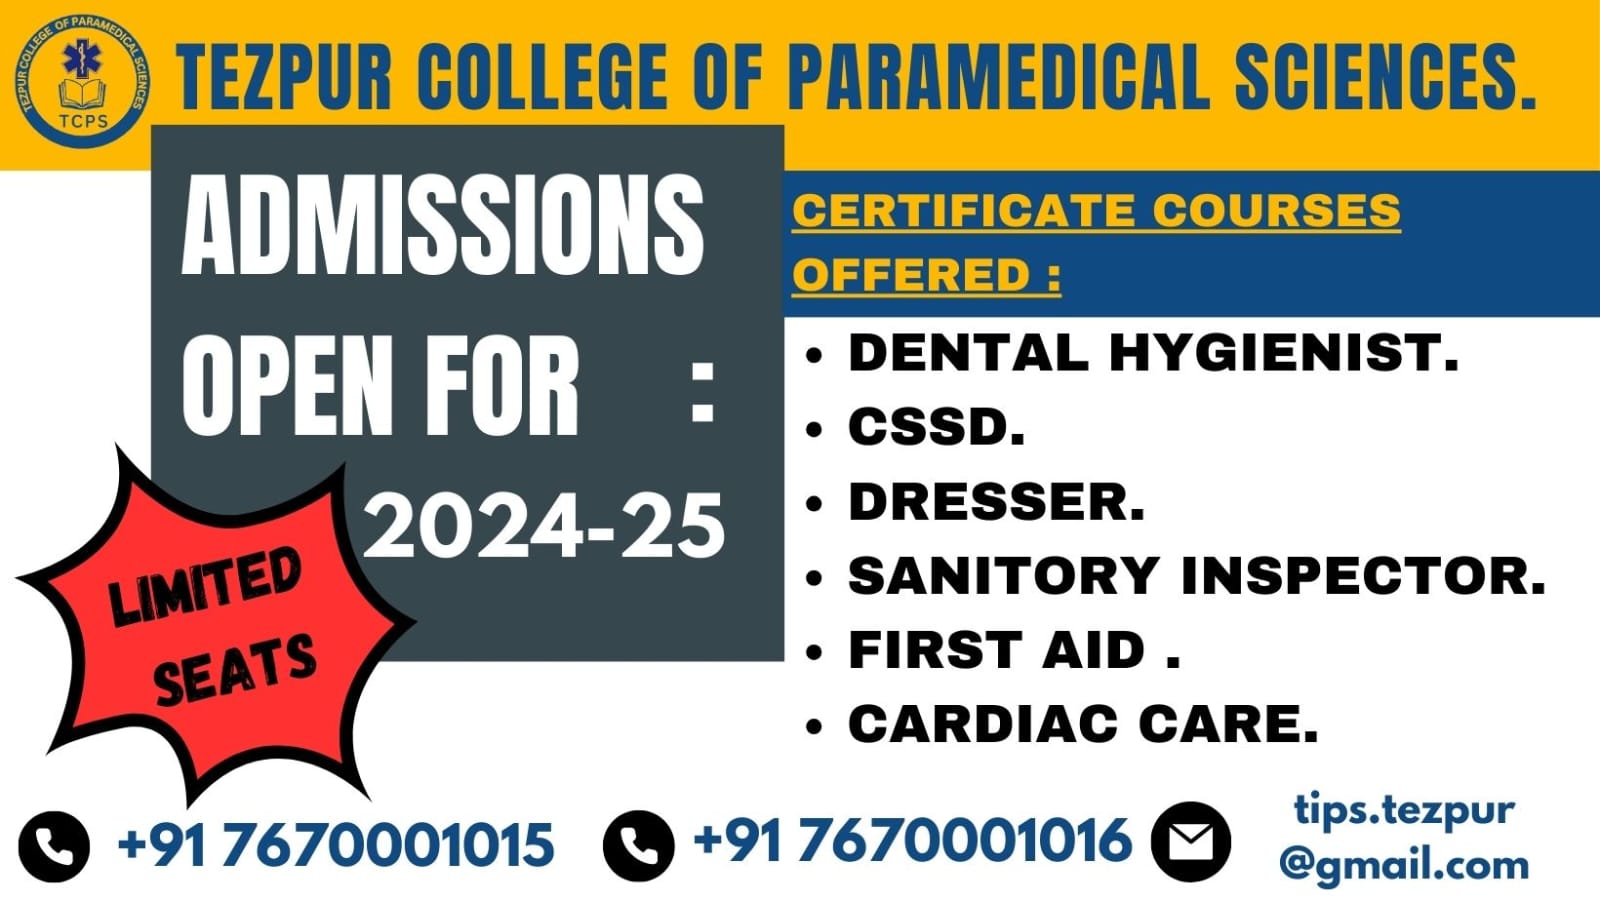 TEZPUR COLLEGE OF PARAMEDICAL SCIENCES
TCPS
TEZPUR COLLEGE OF PARAMEDICAL SCIENCES.
ADMISSIONS
OPEN FOR :
2024-25
LIMITED
SEATS
CERTIFICATE COURSES
OFFERED :
• DENTAL HYGIENIST.
• CSSD.
• DRESSER.
• SANITORY INSPECTOR.
• FIRST AID .
• CARDIAC CARE.
+91 7670001015
+91 7670001016
tips.tezpur
@gmail.com